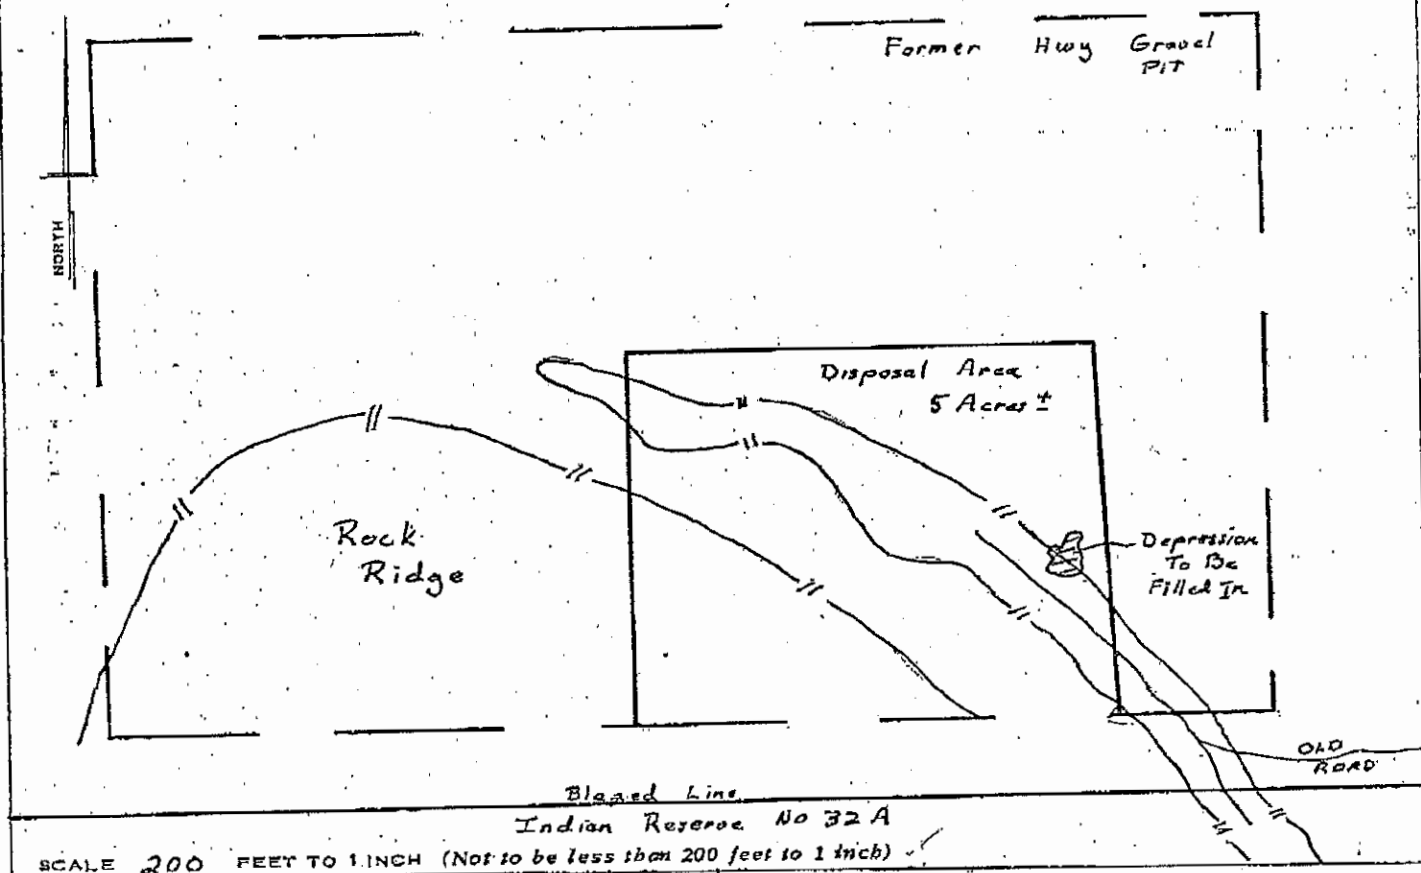 Former Hwy Gravel
PIT
NORTH
Disposal Area
5 Acres ±
Rock
Ridge
Depression
To Be
Filled In
OLD
ROAD
Blazed Line
Indian Reserve No 32 A
SCALE 200 FEET TO 1 INCH (Not to be less than 200 feet to 1 inch)